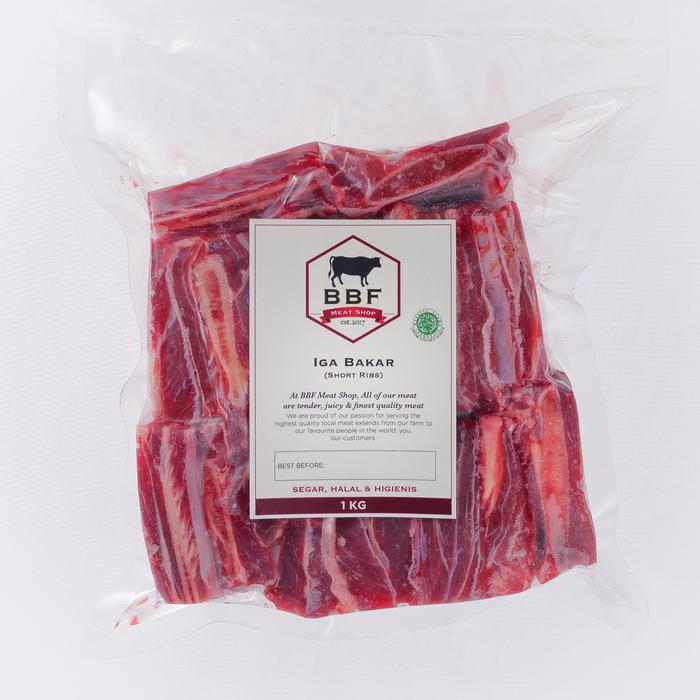 BBF
MEAT SHOP
est.2017
IGA BAKAR
(SHORT RIBS)
At BBF Meat Shop, All of our meat
are tender, juicy & finest quality meat
We are proud of our passion for serving the
highest quality local meat extends from our farm to
our favourite people in the world: you,
our customers.
BEST BEFORE:
SEGAR, HALAL & HIGIENIS
1 KG